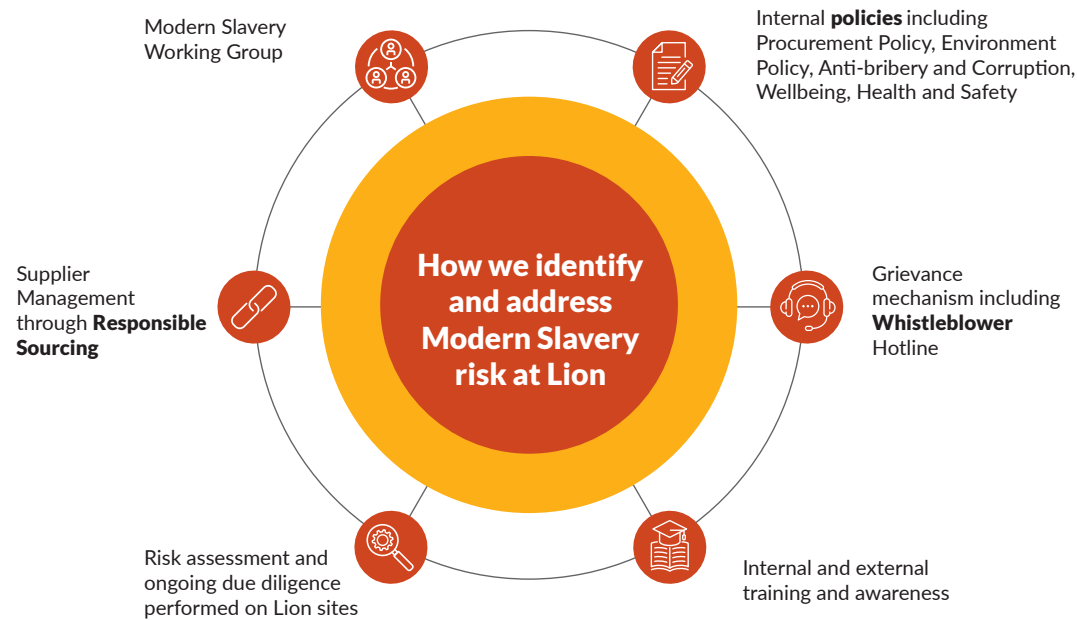 Modern Slavery
Working Group
Internal policies including
Procurement Policy, Environment
Policy, Anti-bribery and Corruption,
Wellbeing, Health and Safety
Supplier
Management
through Responsible
Sourcing
How we identify
and address
Modern Slavery
risk at Lion
Grievance
mechanism including
Whistleblower
Hotline
Risk assessment and
ongoing due diligence
performed on Lion sites
Internal and external
training and awareness